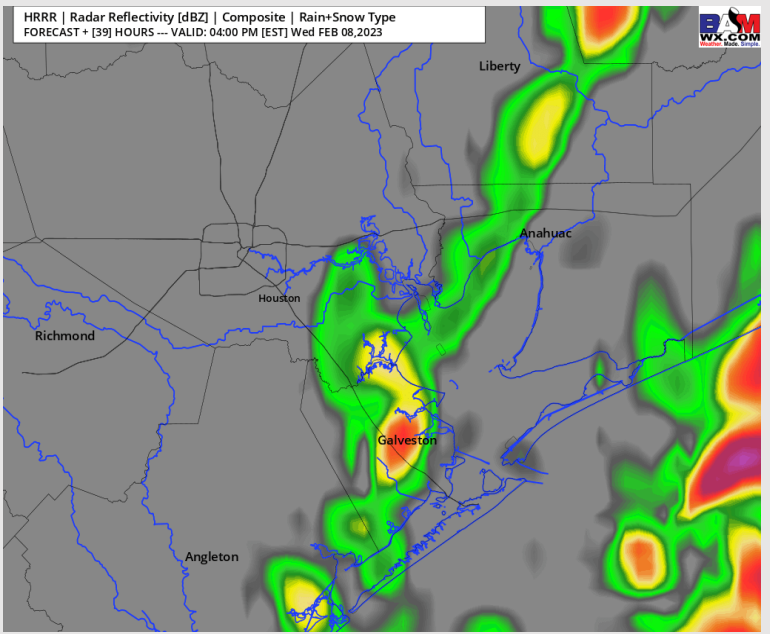 HRRR | Radar Reflectivity [dBZ] | Composite | Rain+Snow Type
FORECAST + [39] HOURS --- VALID: 04:00 PM [EST] Wed FEB 08,2023
BAM
WX.COM
Weather. Made. Simple.
Liberty
Anahuac
Houston
Richmond
Galveston
Angleton